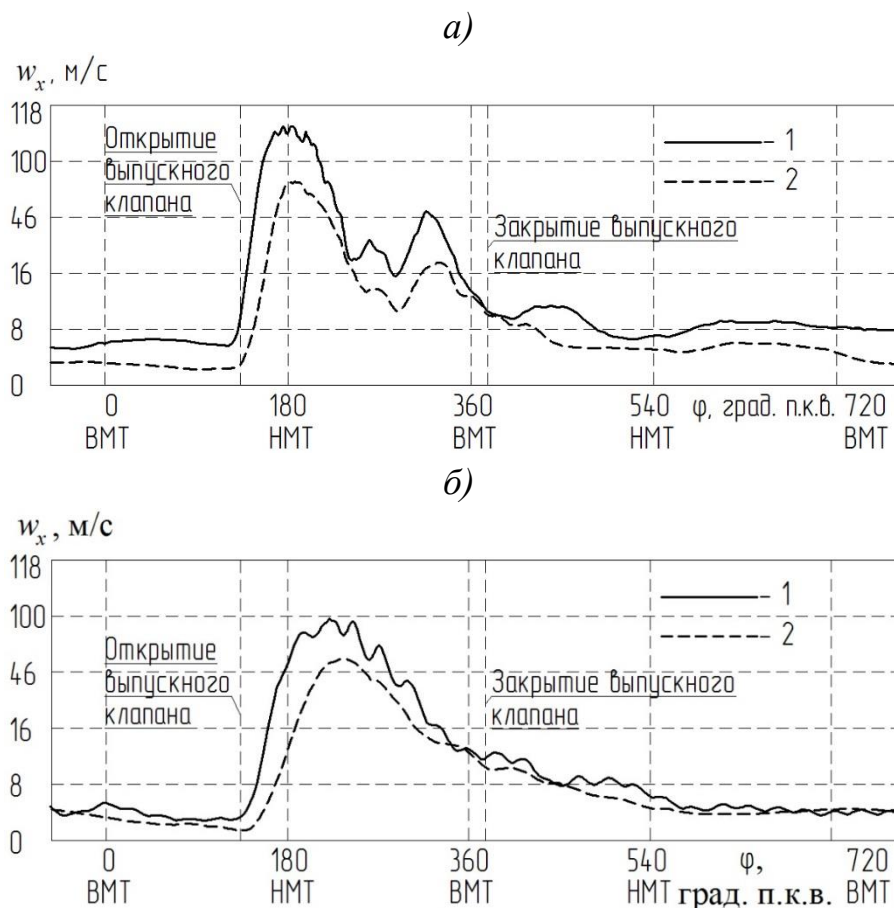 а)
wₓ, м/с
118
100
46
16
8
0
Открытие
выпускного
клапана
1
2
Закрытие выпускного
клапана
0 180 360 540 φ, град. п.к.в. 720
ВМТ НМТ ВМТ НМТ ВМТ
б)
wₓ, м/с
118
100
46
16
8
0
Открытие
выпускного
клапана
1
2
Закрытие выпускного
клапана
0 180 360 540 φ, 720
ВМТ НМТ ВМТ НМТ град. п.к.в. ВМТ